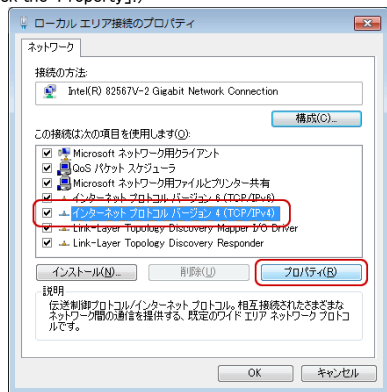 ck the "Property].)
ローカル エリア接続のプロパティ
ネットワーク
接続の方法:
Intel(R) 82567V-2 Gigabit Network Connection
構成(C)...
この接続は次の項目を使用します(O):
Microsoft ネットワーク用クライアント
QoS パケット スケジューラ
Microsoft ネットワーク用ファイルとプリンター共有
インターネット プロトコル バージョン 6 (TCP/IPv6)
インターネット プロトコル バージョン 4 (TCP/IPv4)
Link-Layer Topology Discovery Mapper I/O Driver
Link-Layer Topology Discovery Responder
インストール(N)... 削除(U) プロパティ(R)
説明
伝送制御プロトコル/インターネット プロトコル。相互接続されたさまざまな
ネットワーク間の通信を提供する、既定のワイド エリア ネットワーク プロトコ
ルです。
OK キャンセル